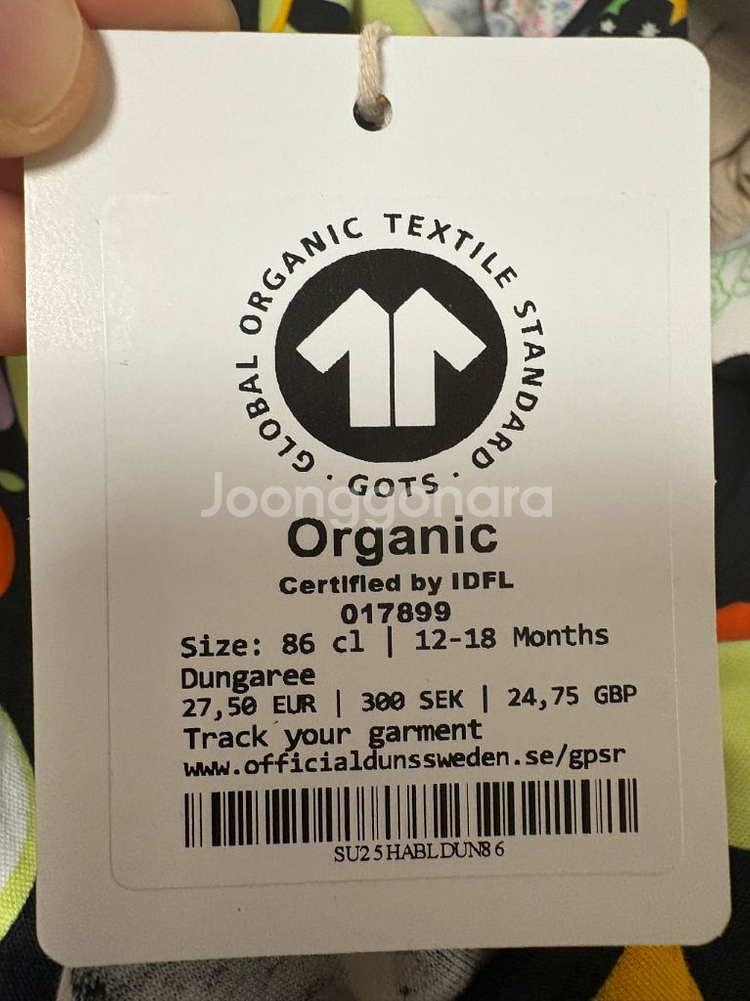 GLOBAL ORGANIC TEXTILE STANDARD · GOTS ·
Joonggonara
Organic
Certified by IDFL
017899
Size: 86 cl | 12-18 Months
Dungaree
27,50 EUR | 300 SEK | 24,75 GBP
Track your garment
www.officialdunssweden.se/gpsr
SU25HABLDUN86